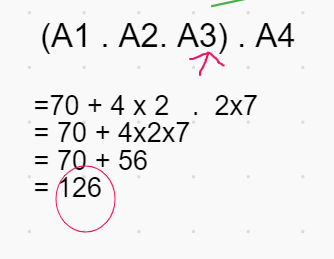 (A1 . A2. A3) . A4
=70 + 4 x 2 . 2x7
= 70 + 4x2x7
= 70 + 56
= 126